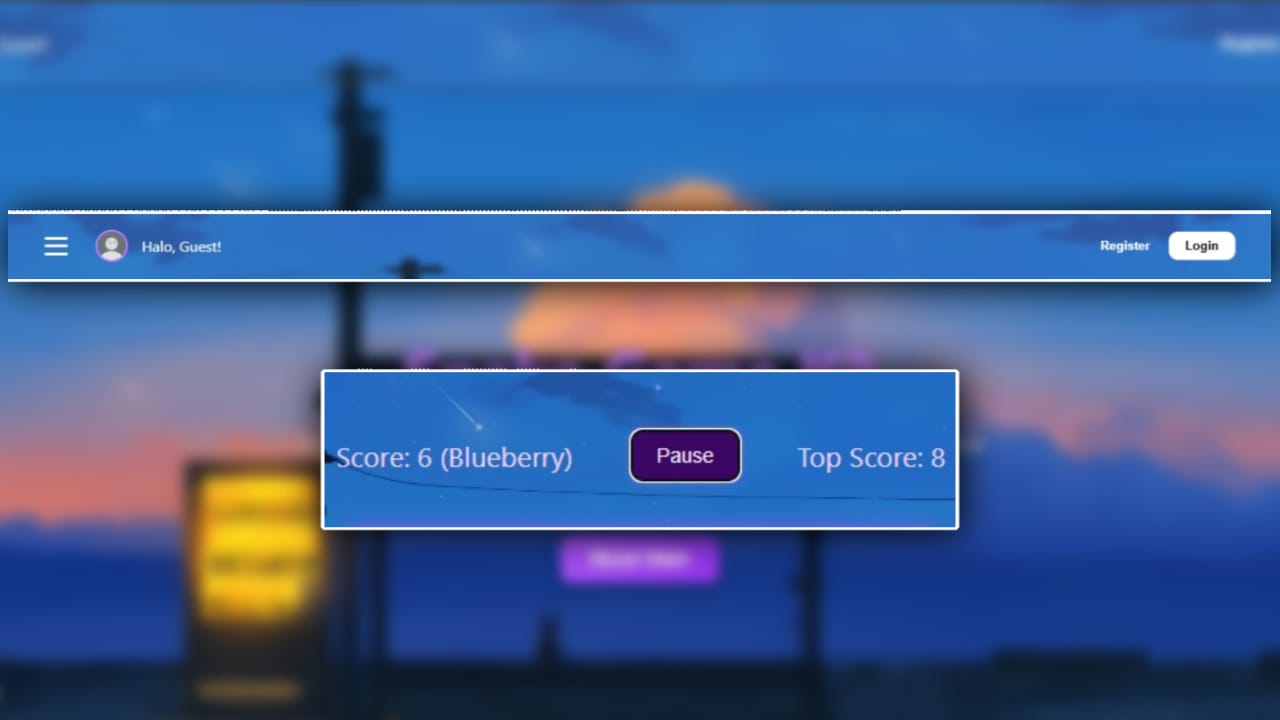 Halo, Guest!
Register
Login
Score: 6 (Blueberry)
Pause
Top Score: 8